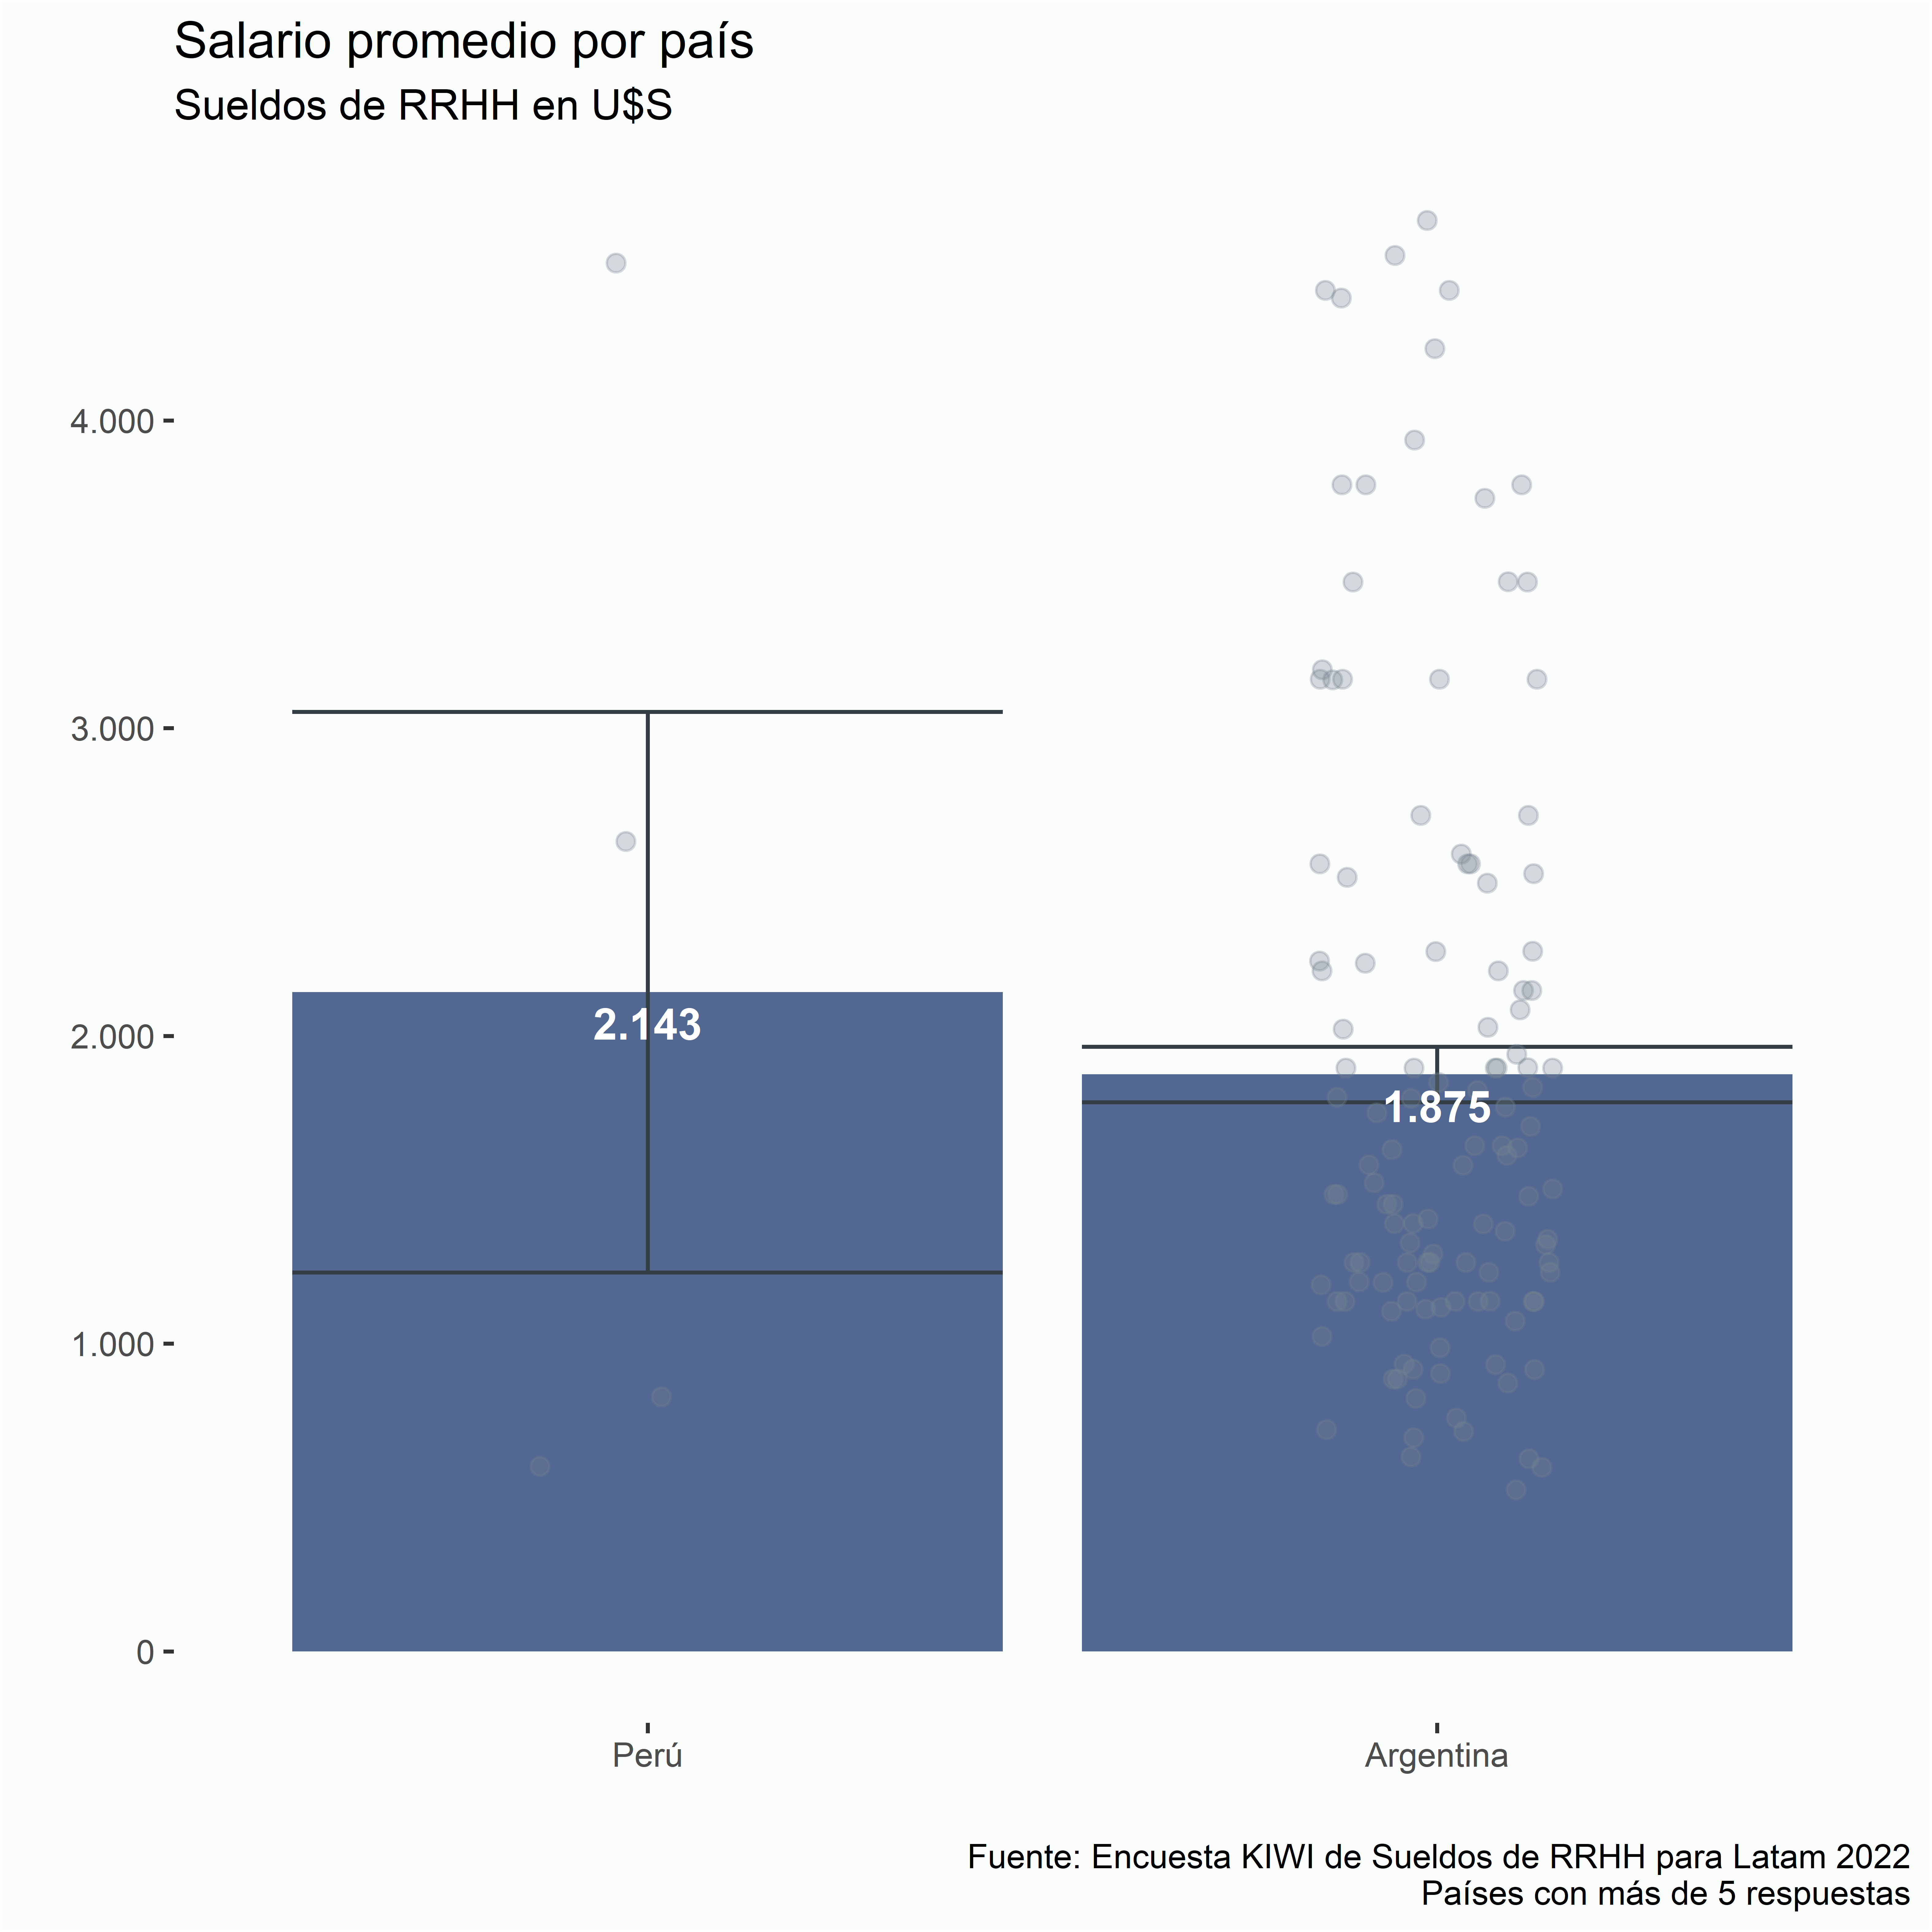 Salario promedio por país
Sueldos de RRHH en U$S
4.000
3.000
2.000
1.000
0
2.143
1.875
Perú
Argentina
Fuente: Encuesta KIWI de Sueldos de RRHH para Latam 2022
Países con más de 5 respuestas